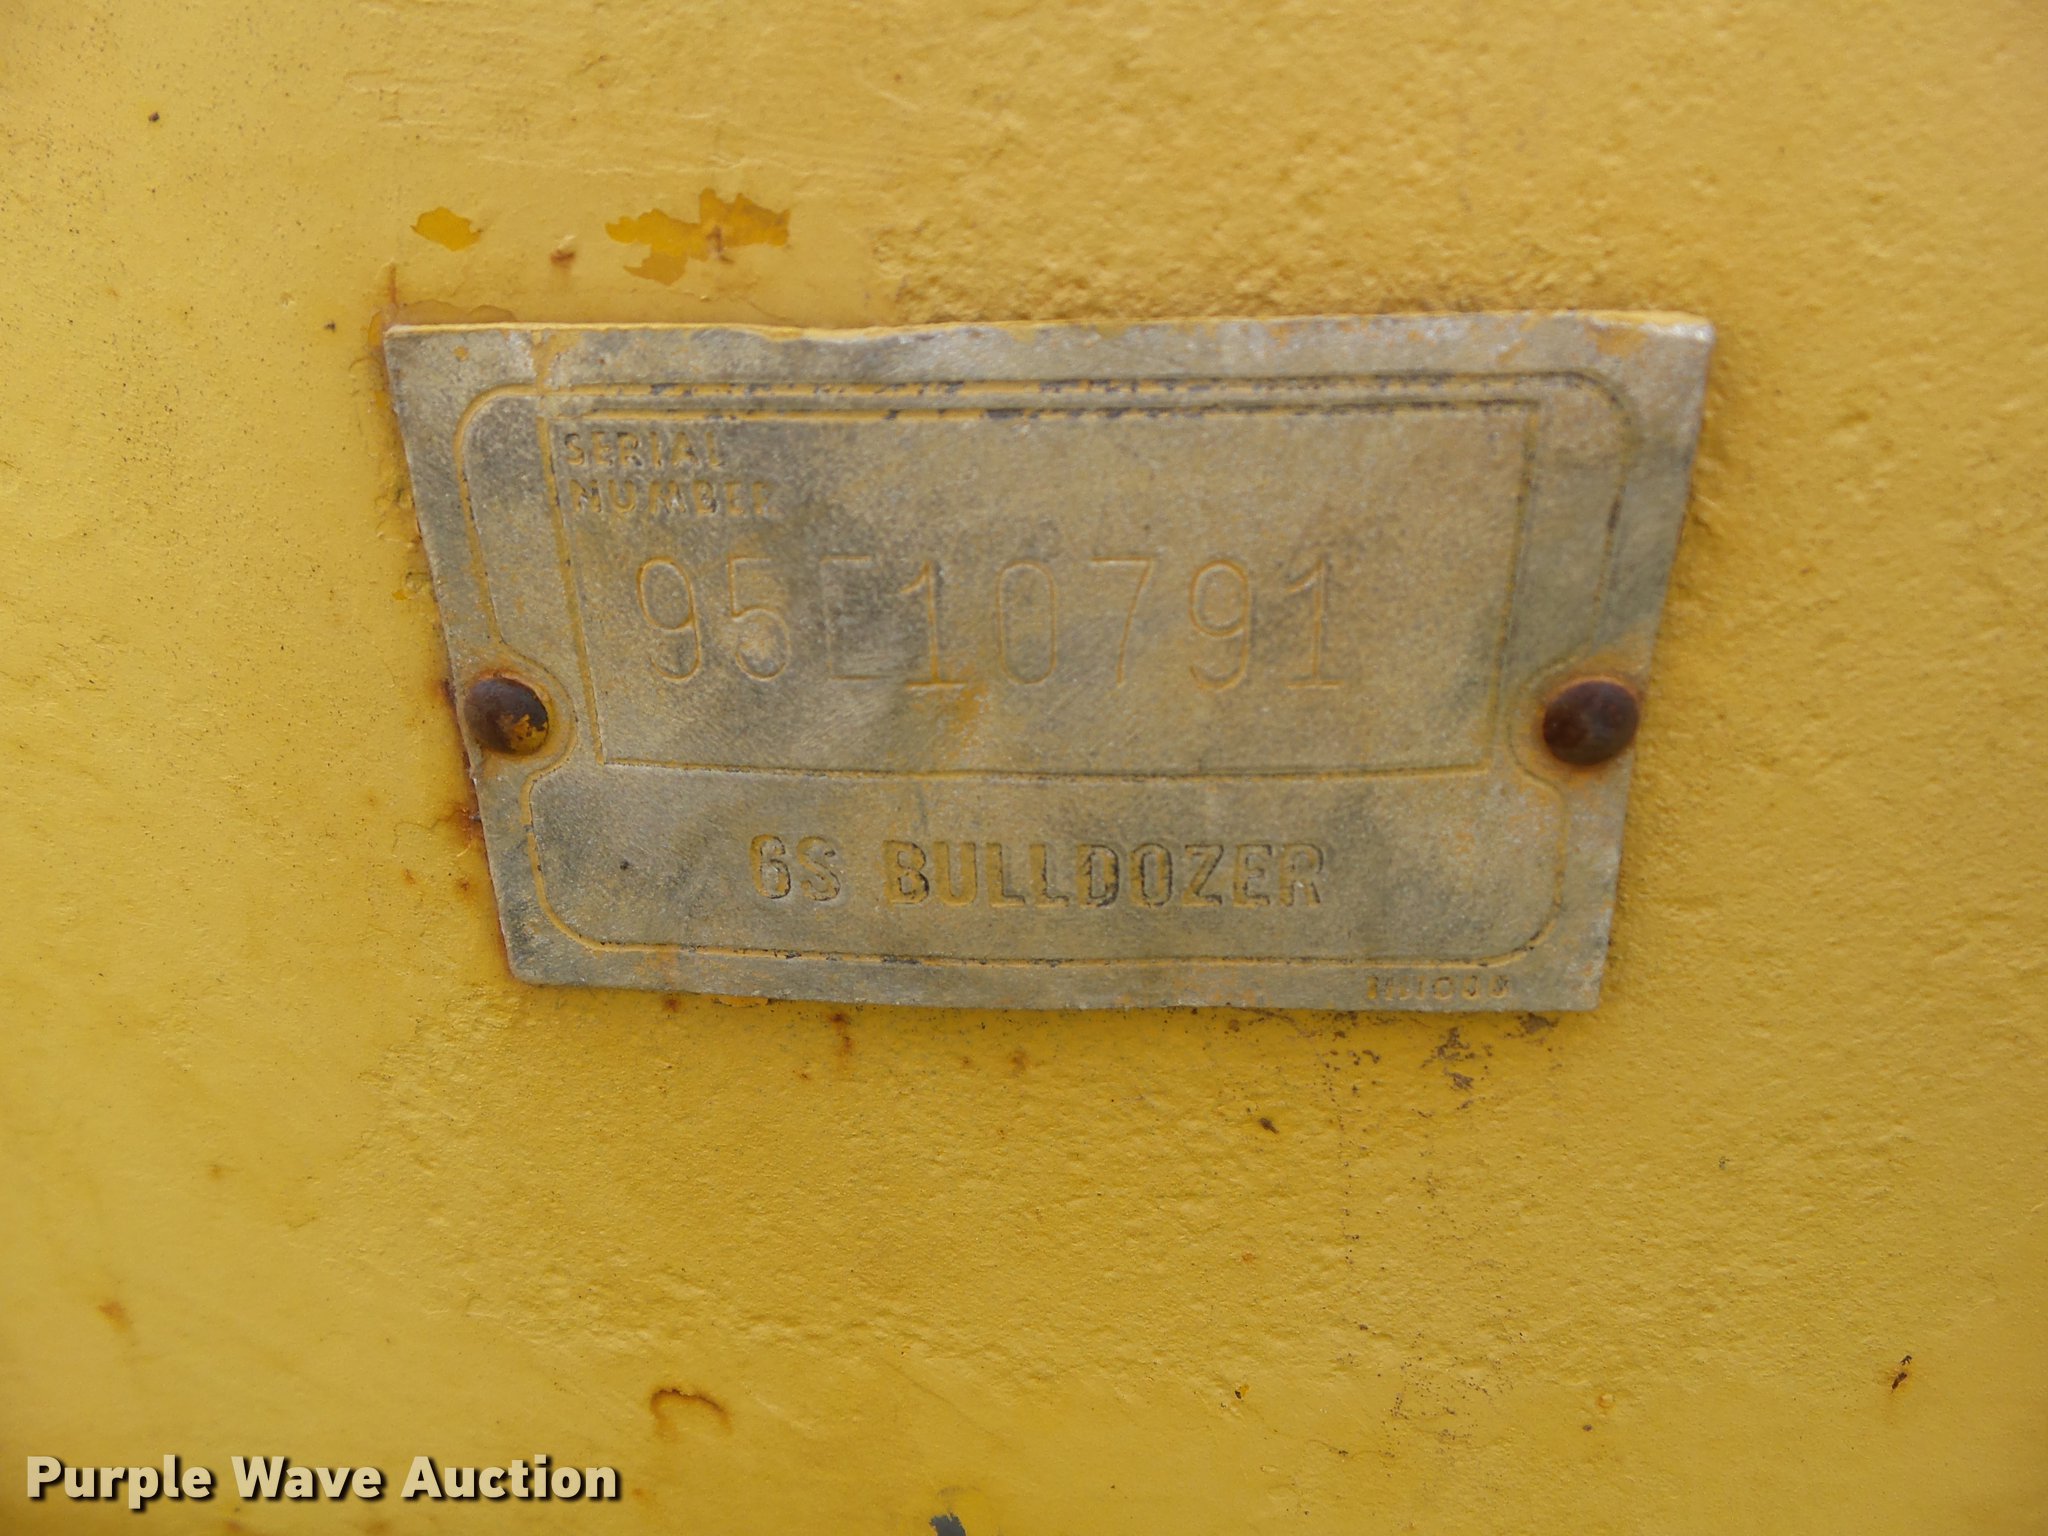 SERIAL
NUMBER
95E10791
6S BULLDOZER
Purple Wave Auction